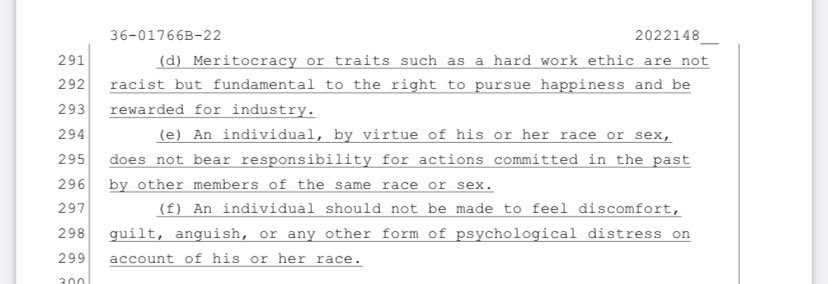 36-01766B-22 2022148__
291 (d) Meritocracy or traits such as a hard work ethic are not
292 racist but fundamental to the right to pursue happiness and be
293 rewarded for industry.
294 (e) An individual, by virtue of his or her race or sex,
295 does not bear responsibility for actions committed in the past
296 by other members of the same race or sex.
297 (f) An individual should not be made to feel discomfort,
298 guilt, anguish, or any other form of psychological distress on
299 account of his or her race.